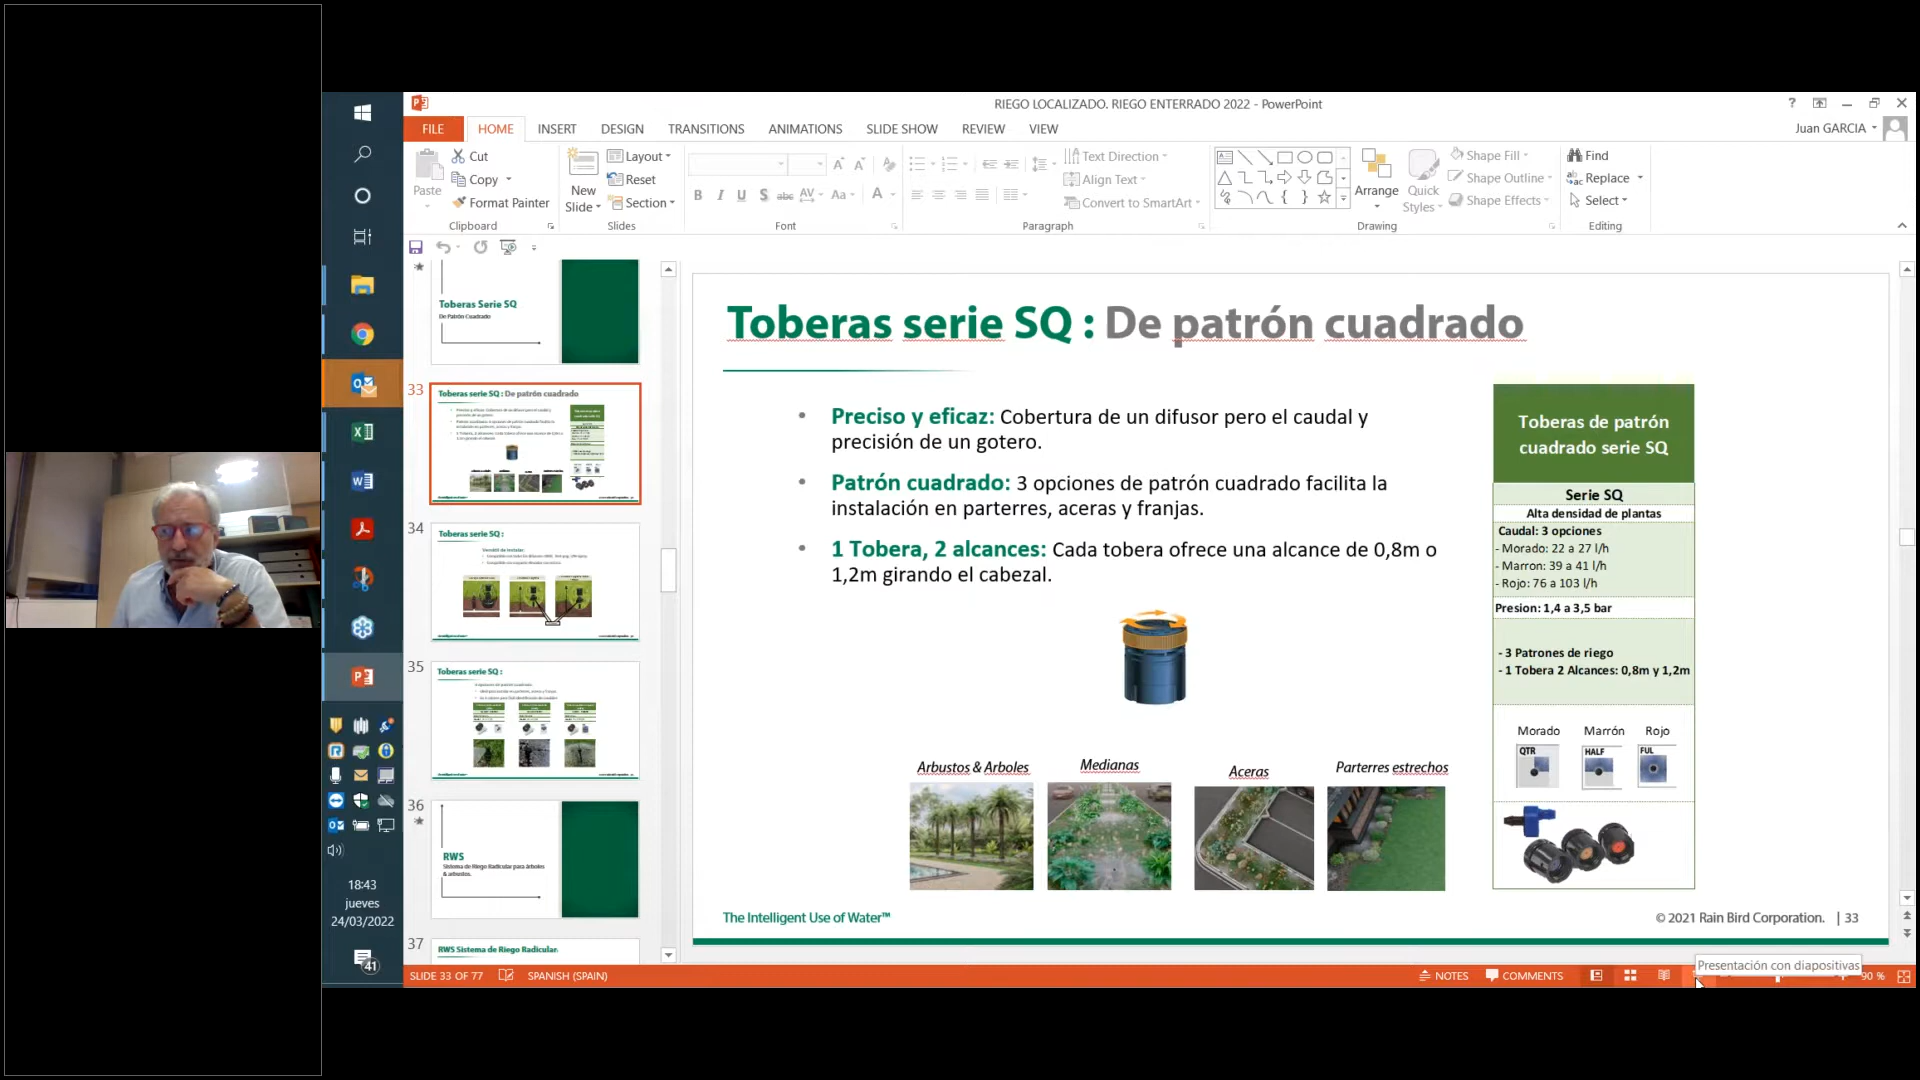 RIEGO LOCALIZADO. RIEGO ENTERRADO 2022 - PowerPoint
FILE
HOME
INSERT
DESIGN
TRANSITIONS
ANIMATIONS
SLIDE SHOW
REVIEW
VIEW
Juan GARCIA
Paste
Cut
Copy
Format Painter
Clipboard
New
Slide
Layout
Reset
Section
Slides
Font
Text Direction
Align Text
Convert to SmartArt
Paragraph
Arrange
Quick
Styles
Shape Fill
Shape Outline
Shape Effects
Drawing
Find
Replace
Select
Editing
Toberas Serie SQ
De Patrón Cuadrado
33
Toberas serie SQ : De patrón cuadrado
34
Toberas serie SQ :
35
Toberas serie SQ :
36
RWS
Sistema de Riego Radicular para árboles
& arbustos.
37
RWS Sistema de Riego Radicular
Toberas serie SQ : De patrón cuadrado
• Preciso y eficaz: Cobertura de un difusor pero el caudal y
precisión de un gotero.
• Patrón cuadrado: 3 opciones de patrón cuadrado facilita la
instalación en parterres, aceras y franjas.
• 1 Tobera, 2 alcances: Cada tobera ofrece una alcance de 0,8m o
1,2m girando el cabezal.
Arbustos & Arboles
Medianas
Aceras
Parterres estrechos
Toberas de patrón
cuadrado serie SQ
Serie SQ
Alta densidad de plantas
Caudal: 3 opciones
- Morado: 22 a 27 l/h
- Marron: 39 a 41 l/h
- Rojo: 76 a 103 l/h
Presion: 1,4 a 3,5 bar
- 3 Patrones de riego
- 1 Tobera 2 Alcances: 0,8m y 1,2m
Morado
Marrón
Rojo
QTR
HALF
FUL
The Intelligent Use of Water™
© 2021 Rain Bird Corporation. | 33
18:43
jueves
24/03/2022
41
SLIDE 33 OF 77
SPANISH (SPAIN)
NOTES
COMMENTS
Presentación con diapositivas
90 %